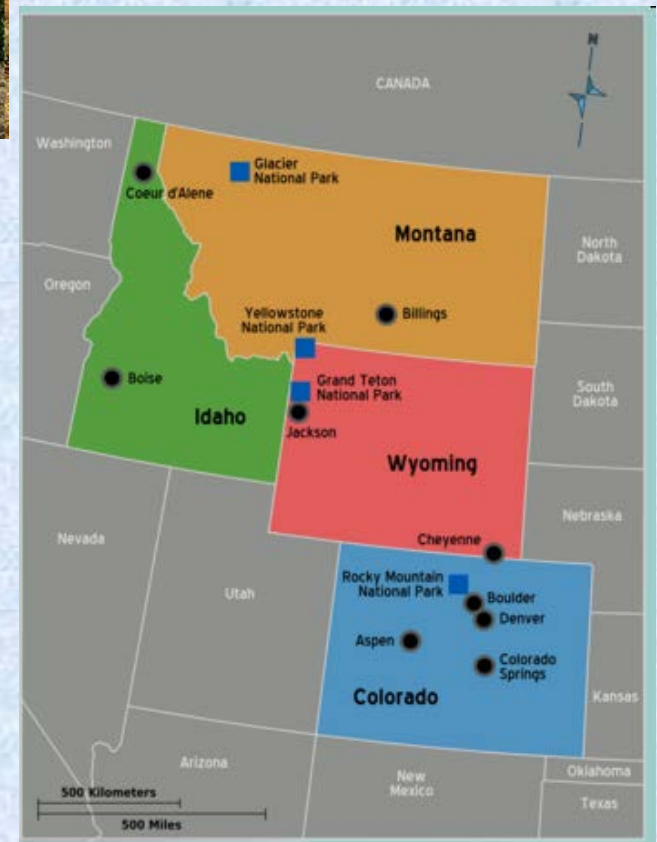 N
CANADA
Washington
Glacier
National Park
Coeur d'Alene
Montana
North
Dakota
Oregon
Yellowstone
National Park
Billings
Boise
Grand Teton
National Park
South
Dakota
Idaho
Jackson
Wyoming
Nebraska
Nevada
Cheyenne
Utah
Rocky Mountain
National Park
Boulder
Denver
Aspen
Colorado
Springs
Colorado
Kansas
Arizona
New
Mexico
Oklahoma
Texas
500 Kilometers
500 Miles